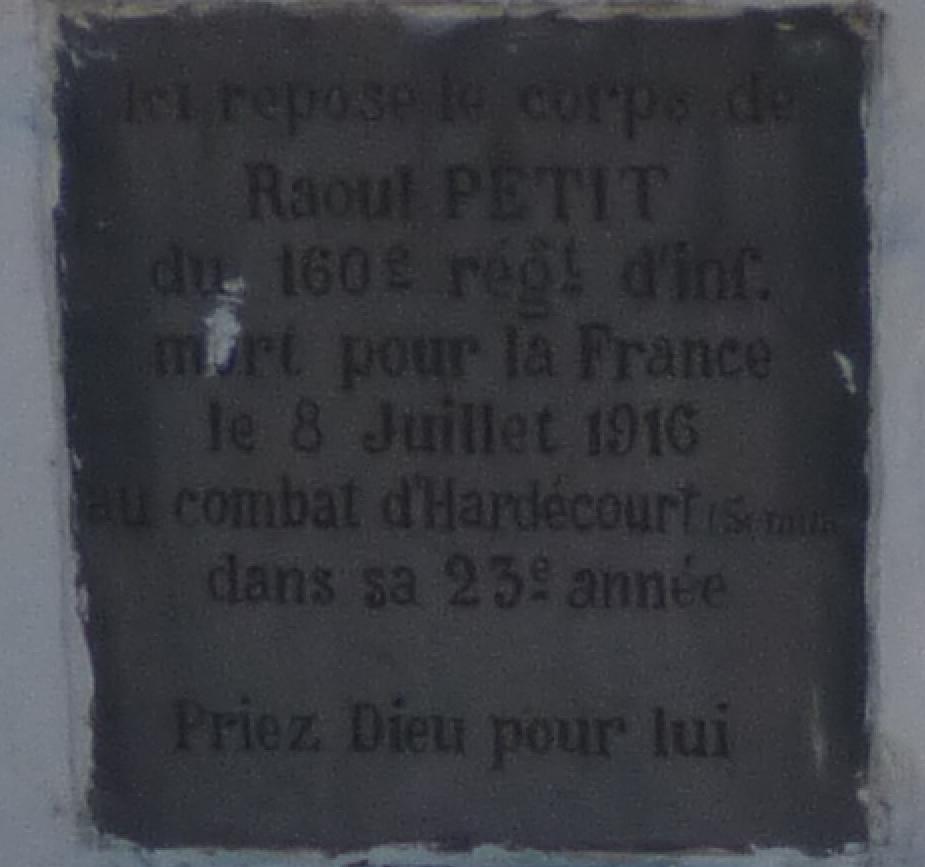 Ici repose le corps de
Raoul PETIT
du 160e régt d'inf.
mort pour la France
le 8 Juillet 1916
au combat d'Hardécourt (Somme
dans sa 23e année
Priez Dieu pour lui